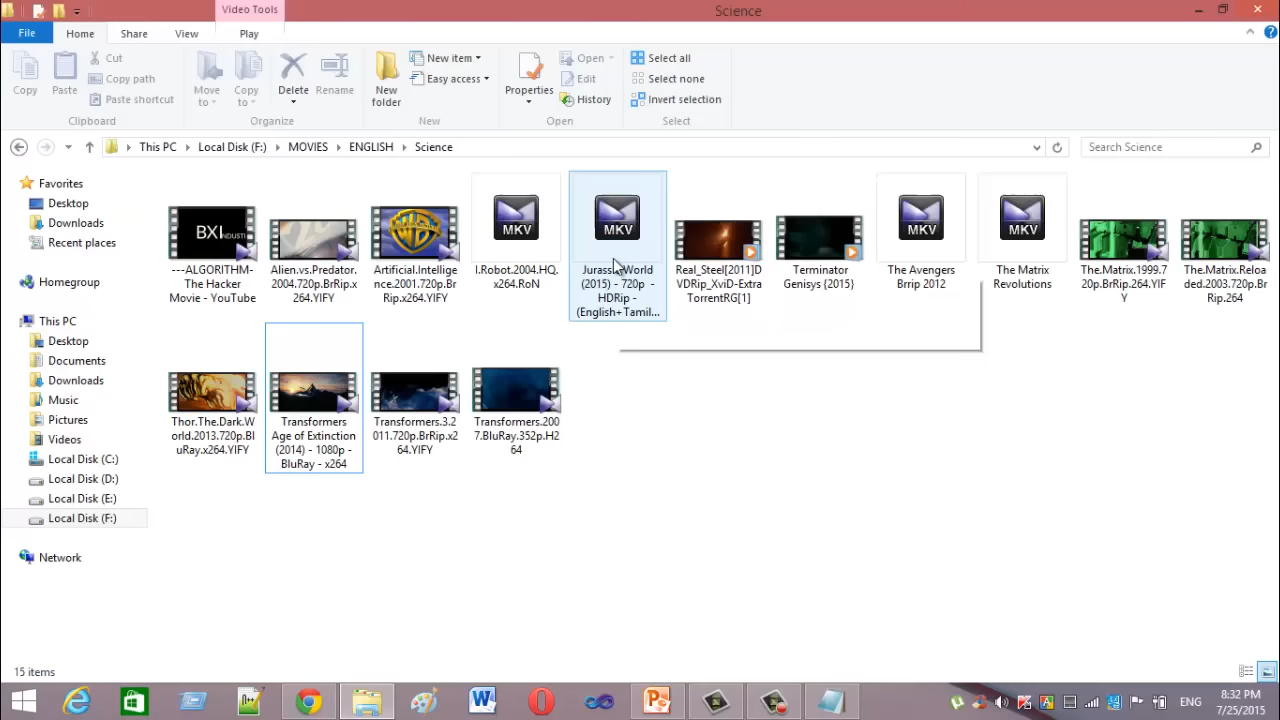 Video Tools
Science
File
Home
Share
View
Play
Copy
Paste
Cut
Copy path
Paste shortcut
Clipboard
Move to
Copy to
Delete
Rename
Organize
New folder
New item
Easy access
New
Properties
Open
Edit
History
Open
Select all
Select none
Invert selection
Select
This PC
Local Disk (F:)
MOVIES
ENGLISH
Science
Search Science
Favorites
Desktop
Downloads
Recent places
Homegroup
This PC
Desktop
Documents
Downloads
Music
Pictures
Videos
Local Disk (C:)
Local Disk (D:)
Local Disk (E:)
Local Disk (F:)
Network
BXI
---ALGORITHM-
The Hacker
Movie - YouTube
Alien.vs.Predator.
2004.720p.BrRip.x
264.YIFY
Artificial.Intellige
nce.2001.720p.Br
Rip.x264.YIFY
MKV
I.Robot.2004.HQ.
x264.RoN
MKV
Jurassic World
(2015) - 720p -
HDRip -
(English+Tamil...
Real_Steel[2011]D
VDRip_XviD-Extra
TorrentRG[1]
Terminator
Genisys {2015}
MKV
The Avengers
Brrip 2012
MKV
The Matrix
Revolutions
The.Matrix.1999.7
20p.BrRip.264.YIF
Y
The.Matrix.Reloa
ded.2003.720p.Br
Rip.264
Thor.The.Dark.W
orld.2013.720p.Bl
uRay.x264.YIFY
Transformers
Age of Extinction
(2014) - 1080p -
BluRay - x264
Transformers.3.2
011.720p.BrRip.x2
64.YIFY
Transformers.200
7.BluRay.352p.H2
64
15 items
ENG
8:32 PM
7/25/2015